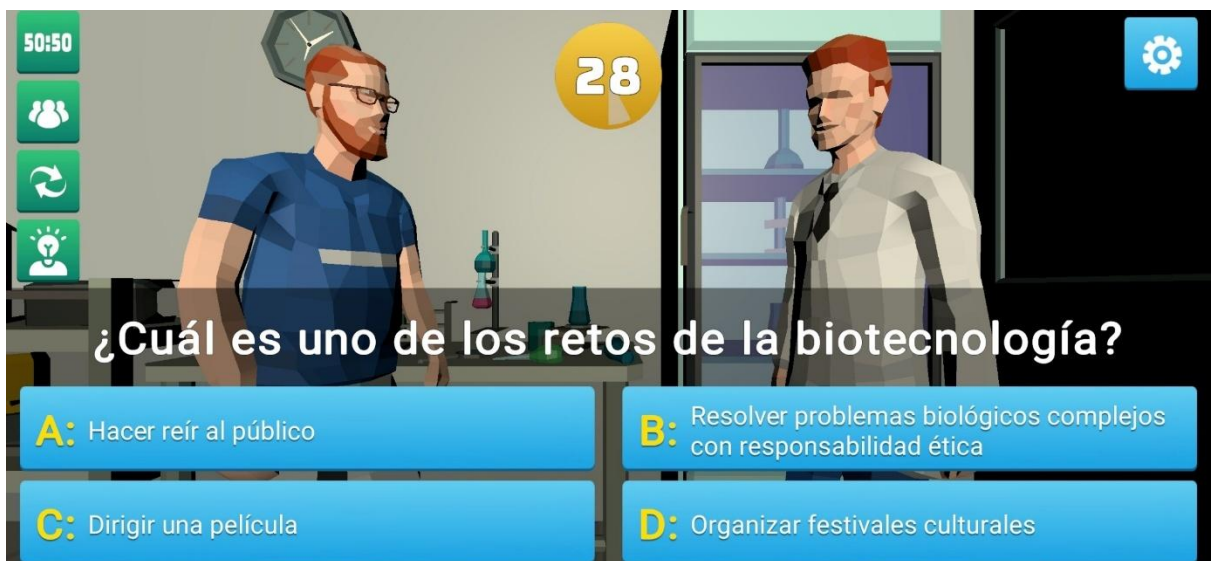 50:50
28
¿Cuál es uno de los retos de la biotecnología?
A: Hacer reír al público
B: Resolver problemas biológicos complejos
con responsabilidad ética
C: Dirigir una película
D: Organizar festivales culturales